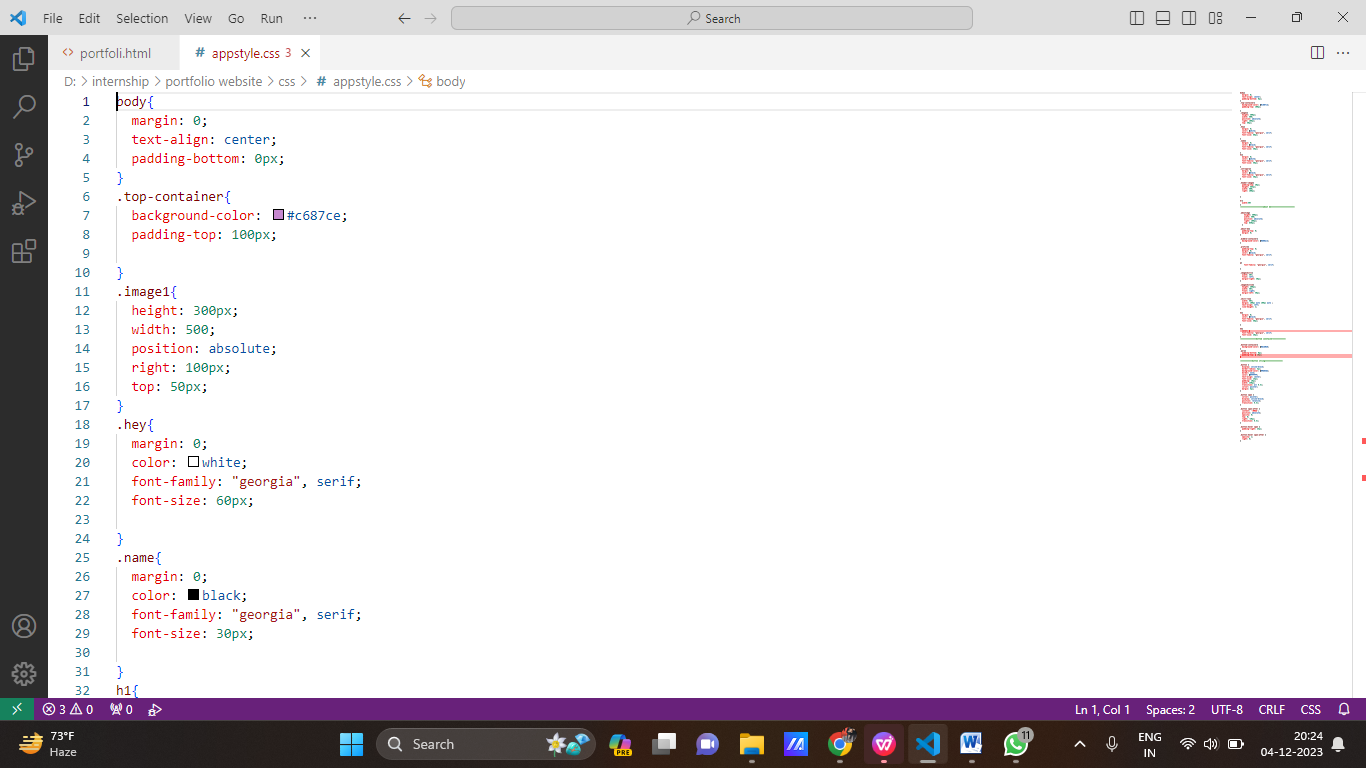 File Edit Selection View Go Run ··· Search
portfoli.html # appstyle.css 3
D: > internship > portfolio website > css > # appstyle.css > body
1 body{
2 margin: 0;
3 text-align: center;
4 padding-bottom: 0px;
5 }
6 .top-container{
7 background-color: #c687ce;
8 padding-top: 100px;
9
10 }
11 .image1{
12 height: 300px;
13 width: 500;
14 position: absolute;
15 right: 100px;
16 top: 50px;
17 }
18 .hey{
19 margin: 0;
20 color: white;
21 font-family: "georgia", serif;
22 font-size: 60px;
23
24 }
25 .name{
26 margin: 0;
27 color: black;
28 font-family: "georgia", serif;
29 font-size: 30px;
30
31 }
32 h1{
3 0 0 Ln 1, Col 1 Spaces: 2 UTF-8 CRLF CSS
73°F
Haze
Search
PRE
11
ENG
IN
20:24
04-12-2023